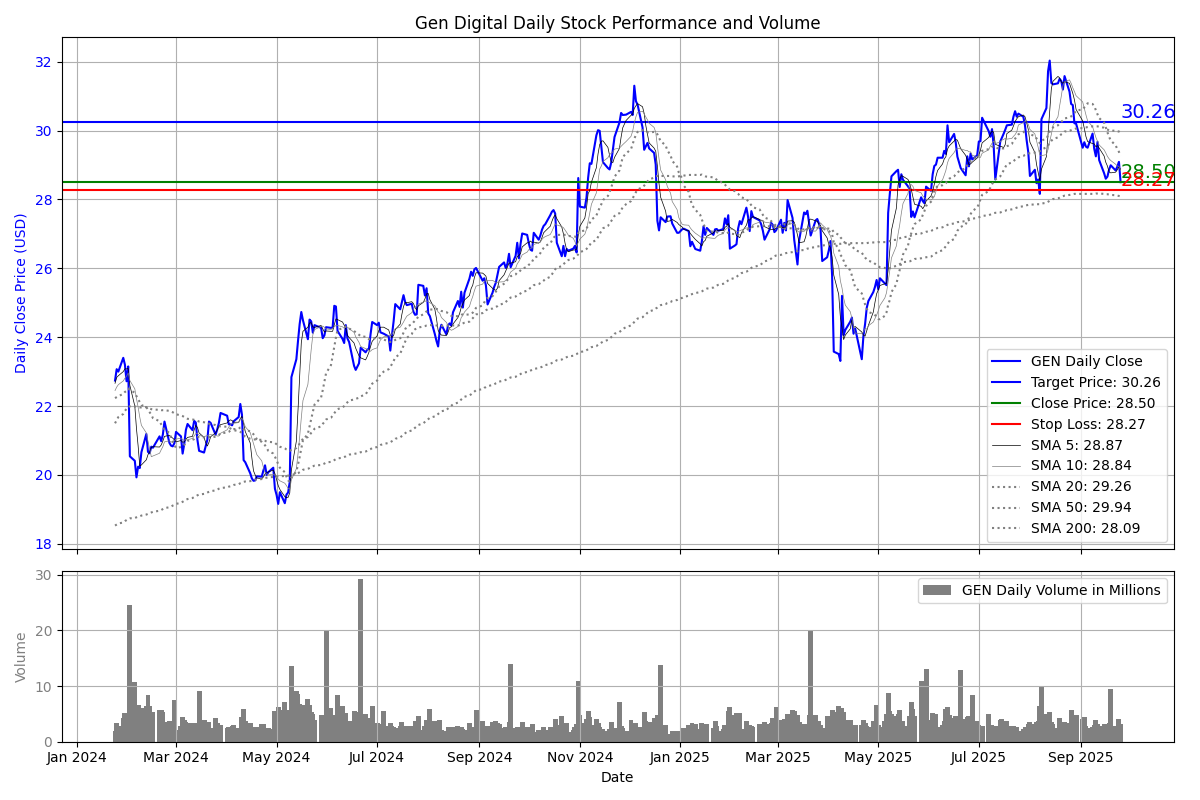 Gen Digital Daily Stock Performance and Volume
Daily Close Price (USD)
32
30
28
26
24
22
20
18
30.26
28.50
28.27
GEN Daily Close
Target Price: 30.26
Close Price: 28.50
Stop Loss: 28.27
SMA 5: 28.87
SMA 10: 28.84
SMA 20: 29.26
SMA 50: 29.94
SMA 200: 28.09
Volume
30
20
10
0
GEN Daily Volume in Millions
Jan 2024 Mar 2024 May 2024 Jul 2024 Sep 2024 Nov 2024 Jan 2025 Mar 2025 May 2025 Jul 2025 Sep 2025
Date